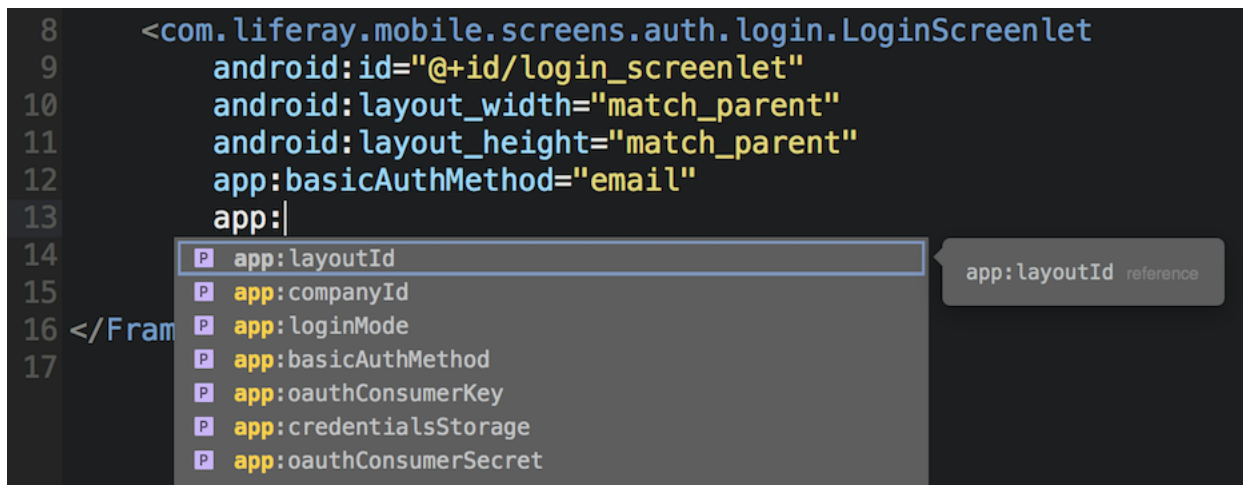 8 <com.liferay.mobile.screens.auth.login.LoginScreenlet
9 android:id="@+id/login_screenlet"
10 android:layout_width="match_parent"
11 android:layout_height="match_parent"
12 app:basicAuthMethod="email"
13 app:
14 P app:layoutId app:layoutId reference
15 P app:companyId
16 </Fram P app:loginMode
17 P app:basicAuthMethod
P app:oauthConsumerKey
P app:credentialsStorage
P app:oauthConsumerSecret